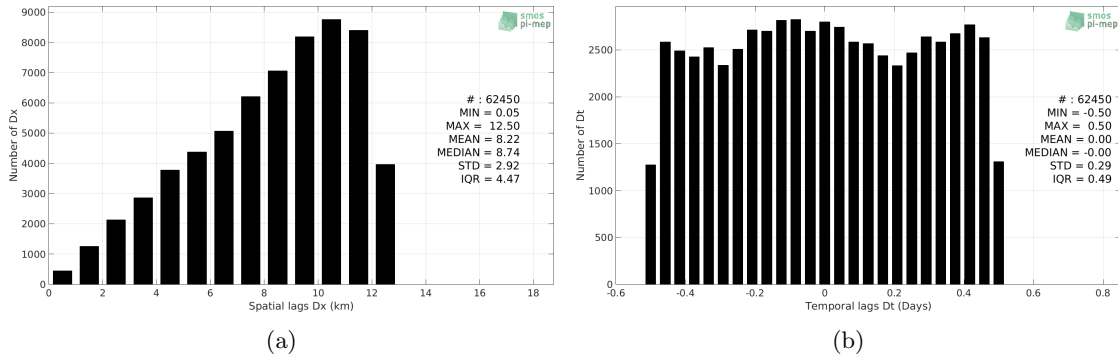 smos
pi-mep
9000
8000
7000
6000
5000
4000
3000
2000
1000
0
Number of Dx
# : 62450
MIN = 0.05
MAX = 12.50
MEAN = 8.22
MEDIAN = 8.74
STD = 2.92
IQR = 4.47
0 2 4 6 8 10 12 14 16 18
Spatial lags Dx (km)
(a)
smos
pi-mep
2500
2000
1500
1000
500
0
Number of Dt
# : 62450
MIN = -0.50
MAX = 0.50
MEAN = 0.00
MEDIAN = -0.00
STD = 0.29
IQR = 0.49
-0.6 -0.4 -0.2 0 0.2 0.4 0.6 0.8
Temporal lags Dt (Days)
(b)